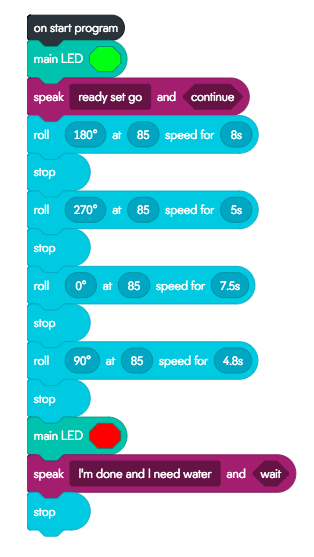 on start program
main LED
speak ready set go and continue
roll 180° at 85 speed for 8s
stop
roll 270° at 85 speed for 5s
stop
roll 0° at 85 speed for 7.5s
stop
roll 90° at 85 speed for 4.8s
stop
main LED
speak I'm done and I need water and wait
stop